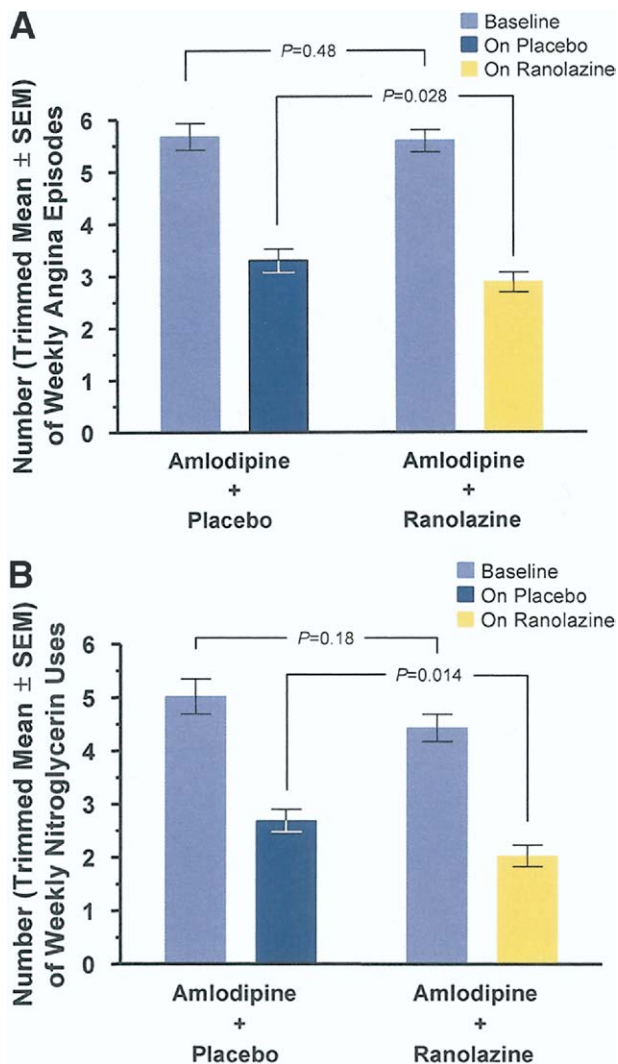 A
Baseline
On Placebo
On Ranolazine
P=0.48
P=0.028
Number (Trimmed Mean ± SEM)
of Weekly Angina Episodes
6
5
4
3
2
1
0
Amlodipine
+
Placebo
Amlodipine
+
Ranolazine
B
Baseline
On Placebo
On Ranolazine
P=0.18
P=0.014
Number (Trimmed Mean ± SEM)
of Weekly Nitroglycerin Uses
6
5
4
3
2
1
0
Amlodipine
+
Placebo
Amlodipine
+
Ranolazine